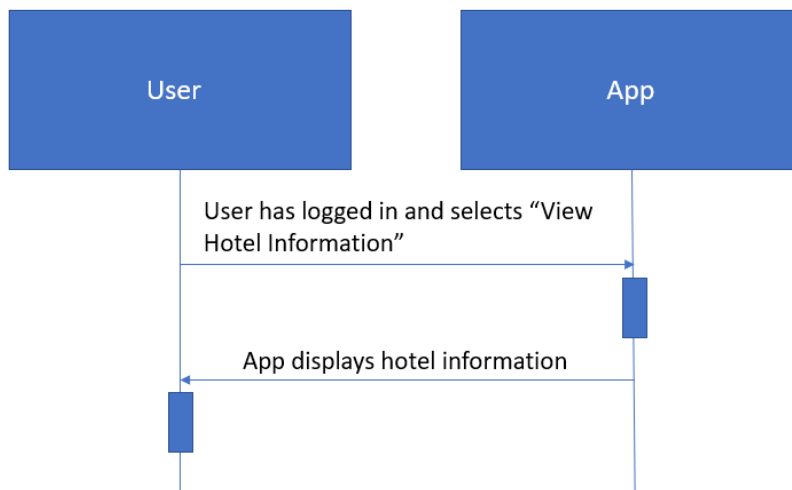 User
App
User has logged in and selects “View
Hotel Information”
App displays hotel information